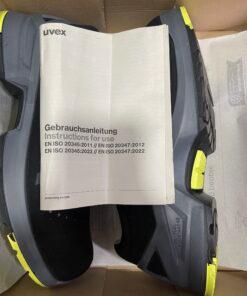 uvex
Gebrauchsanleitung
Instructions for use
EN ISO 20345:2011 // EN ISO 20347:2012
EN ISO 20345:2022 // EN ISO 20347:2022